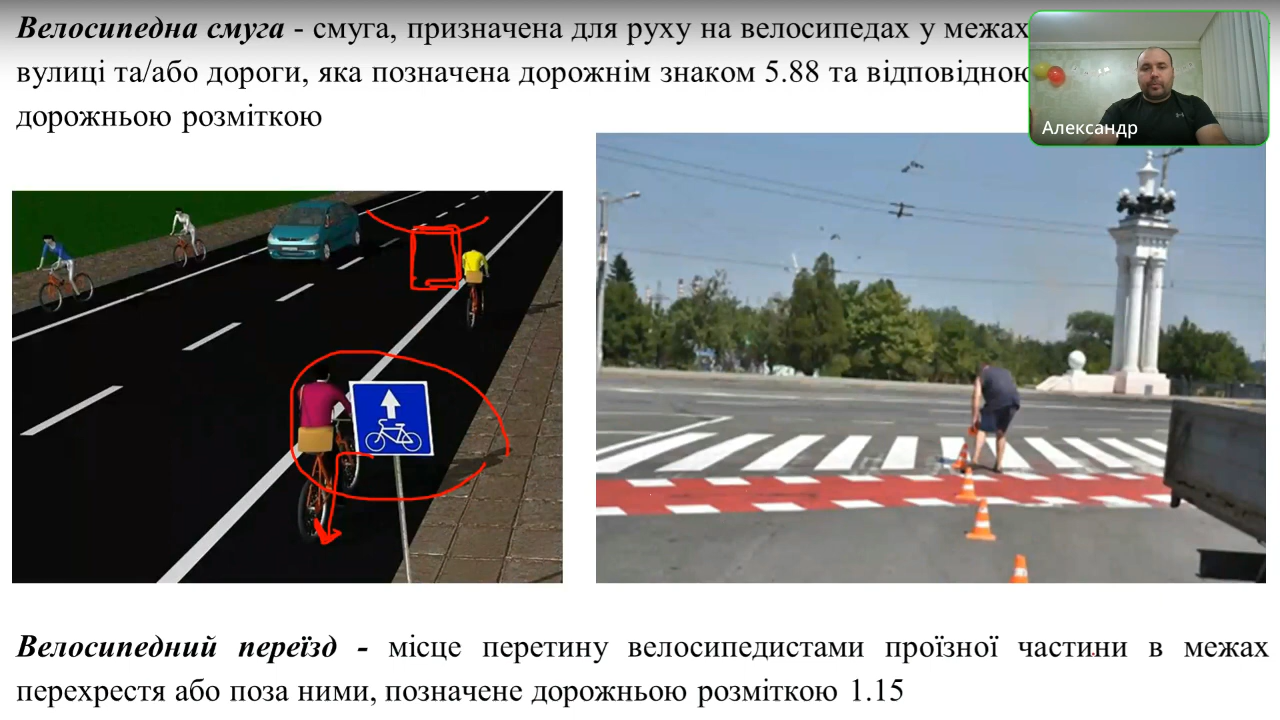 Велосипедна смуга - смуга, призначена для руху на велосипедах у межах
вулиці та/або дороги, яка позначена дорожнім знаком 5.88 та відповідною
дорожньою розміткою
Александр
Велосипедний переїзд - місце перетину велосипедистами проїзної частини в межах
перехрестя або поза ними, позначене дорожньою розміткою 1.15